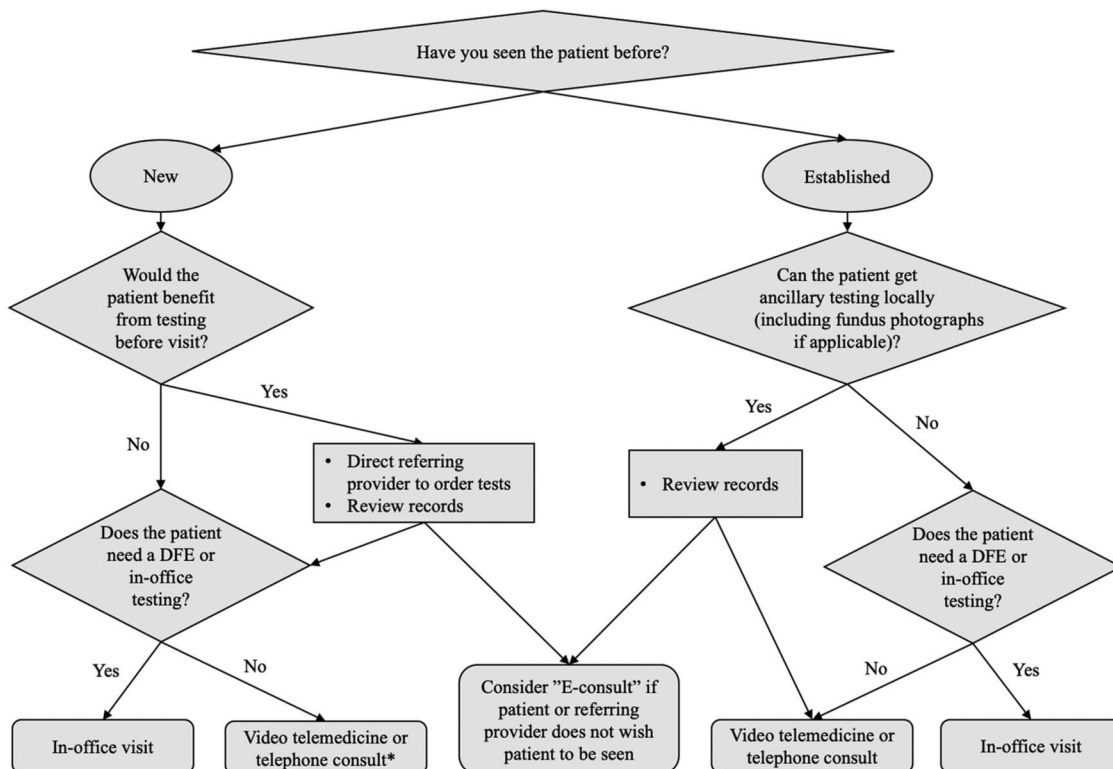 Have you seen the patient before?
New
Established
Would the
patient benefit
from testing
before visit?
Can the patient get
ancillary testing locally
(including fundus photographs
if applicable)?
Yes
No
Yes
No
• Direct referring
provider to order tests
• Review records
• Review records
Does the patient
need a DFE or
in-office
testing?
Does the patient
need a DFE or
in-office
testing?
Yes
No
No
Yes
In-office visit
Video telemedicine or
telephone consult*
Consider ”E-consult” if
patient or referring
provider does not wish
patient to be seen
Video telemedicine or
telephone consult
In-office visit